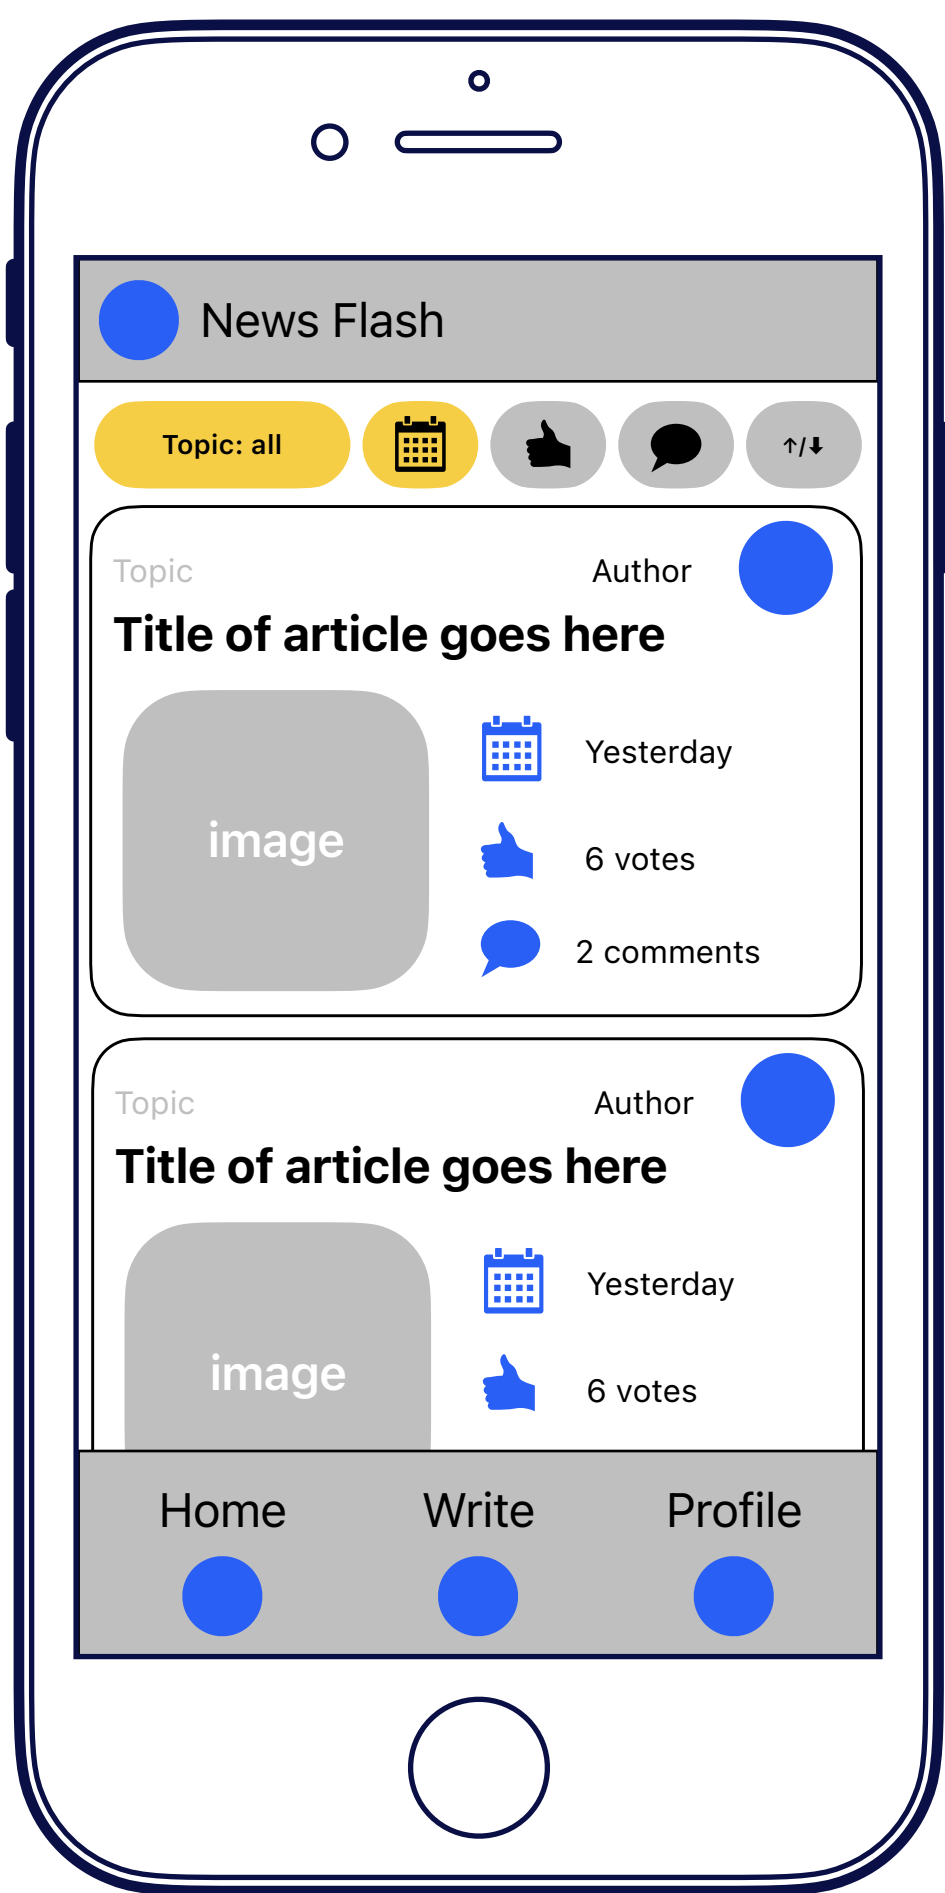 News Flash
Topic: all
↑/⬇
Topic Author
Title of article goes here
image
Yesterday
6 votes
2 comments
Topic Author
Title of article goes here
image
Yesterday
6 votes
Home Write Profile